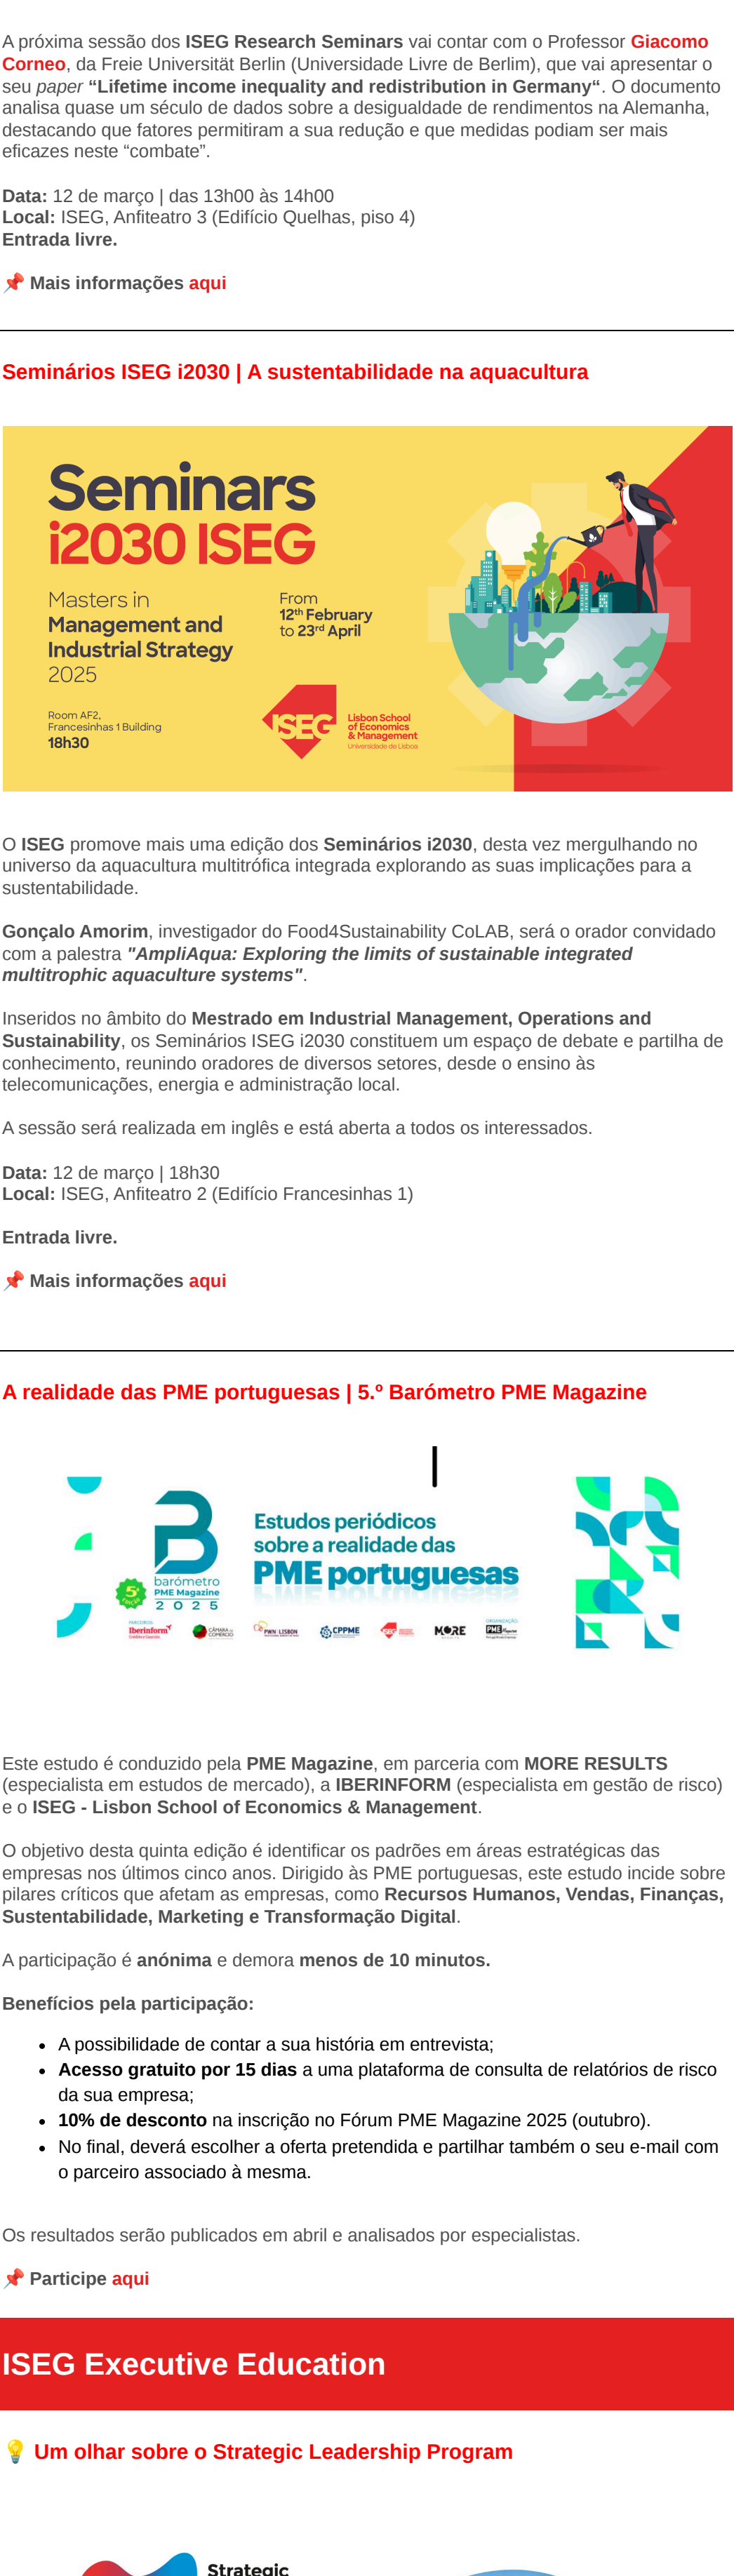 A próxima sessão dos ISEG Research Seminars vai contar com o Professor Giacomo
Corneo, da Freie Universität Berlin (Universidade Livre de Berlim), que vai apresentar o
seu paper “Lifetime income inequality and redistribution in Germany“. O documento
analisa quase um século de dados sobre a desigualdade de rendimentos na Alemanha,
destacando que fatores permitiram a sua redução e que medidas podiam ser mais
eficazes neste “combate”.
Data: 12 de março | das 13h00 às 14h00
Local: ISEG, Anfiteatro 3 (Edifício Quelhas, piso 4)
Entrada livre.
📌 Mais informações aqui
Seminários ISEG i2030 | A sustentabilidade na aquacultura
Seminars
i2030 ISEG
Masters in
Management and
Industrial Strategy
2025
From
12th February
to 23rd April
Room AF2,
Francesinhas 1 Building
18h30
ISEG
Lisbon School
of Economics
& Management
Universidade de Lisboa
O ISEG promove mais uma edição dos Seminários i2030, desta vez mergulhando no
universo da aquacultura multitrófica integrada explorando as suas implicações para a
sustentabilidade.
Gonçalo Amorim, investigador do Food4Sustainability CoLAB, será o orador convidado
com a palestra "AmpliAqua: Exploring the limits of sustainable integrated
multitrophic aquaculture systems".
Inseridos no âmbito do Mestrado em Industrial Management, Operations and
Sustainability, os Seminários ISEG i2030 constituem um espaço de debate e partilha de
conhecimento, reunindo oradores de diversos setores, desde o ensino às
telecomunicações, energia e administração local.
A sessão será realizada em inglês e está aberta a todos os interessados.
Data: 12 de março | 18h30
Local: ISEG, Anfiteatro 2 (Edifício Francesinhas 1)
Entrada livre.
📌 Mais informações aqui
A realidade das PME portuguesas | 5.º Barómetro PME Magazine
B
barómetro
PME Magazine
2025
5ª
edição
Estudos periódicos
sobre a realidade das
PME portuguesas
PARCEIROS:
Iberinform
CÂMARA DE
COMÉRCIO
PWN LISBON
CPPME
ISEG
MORE
ORGANIZAÇÃO:
PME Magazine
Este estudo é conduzido pela PME Magazine, em parceria com MORE RESULTS
(especialista em estudos de mercado), a IBERINFORM (especialista em gestão de risco)
e o ISEG - Lisbon School of Economics & Management.
O objetivo desta quinta edição é identificar os padrões em áreas estratégicas das
empresas nos últimos cinco anos. Dirigido às PME portuguesas, este estudo incide sobre
pilares críticos que afetam as empresas, como Recursos Humanos, Vendas, Finanças,
Sustentabilidade, Marketing e Transformação Digital.
A participação é anónima e demora menos de 10 minutos.
Benefícios pela participação:
• A possibilidade de contar a sua história em entrevista;
• Acesso gratuito por 15 dias a uma plataforma de consulta de relatórios de risco
da sua empresa;
• 10% de desconto na inscrição no Fórum PME Magazine 2025 (outubro).
• No final, deverá escolher a oferta pretendida e partilhar também o seu e-mail com
o parceiro associado à mesma.
Os resultados serão publicados em abril e analisados por especialistas.
📌 Participe aqui
ISEG Executive Education
💡 Um olhar sobre o Strategic Leadership Program
Strategic